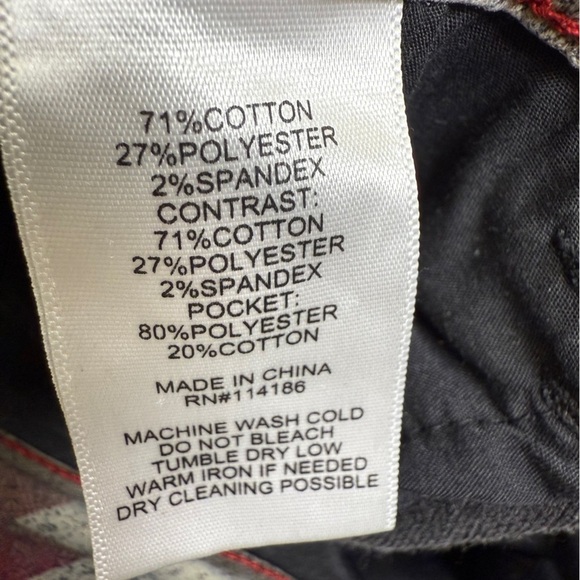 71%COTTON
27%POLYESTER
2%SPANDEX
CONTRAST:
71%COTTON
27%POLYESTER
2%SPANDEX
POCKET:
80%POLYESTER
20%COTTON
MADE IN CHINA
RN#114186
MACHINE WASH COLD
DO NOT BLEACH
TUMBLE DRY LOW
WARM IRON IF NEEDED
DRY CLEANING POSSIBLE